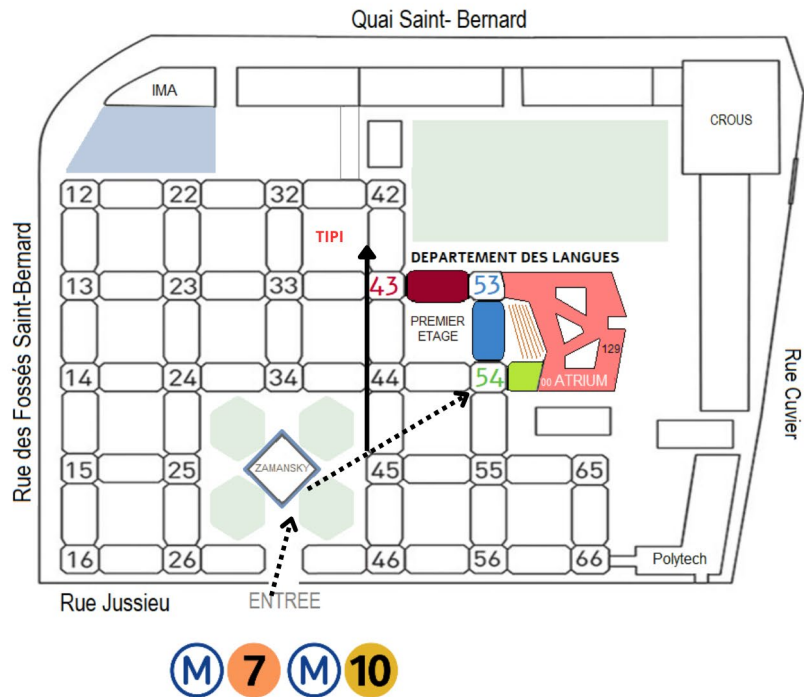 Quai Saint- Bernard
IMA
CROUS
12 22 32 42
TIPI
DEPARTEMENT DES LANGUES
13 23 33 43 53
PREMIER
ETAGE
129
14 24 34 44 54
00 ATRIUM
Rue des Fossés Saint-Bernard
Rue Cuvier
ZAMANSKY
15 25 45 55 65
16 26 46 56 66
Polytech
Rue Jussieu
ENTREE
M 7 M 10